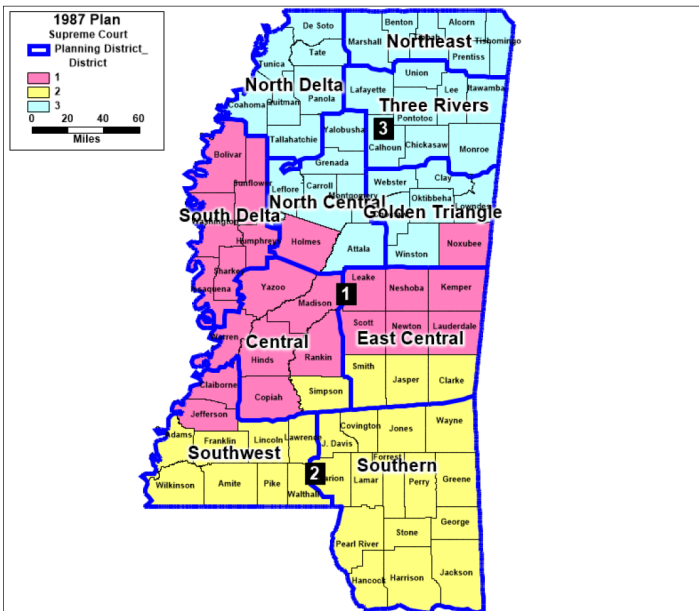 1987 Plan
Supreme Court
Planning District_
District
1
2
3
0 20 40 60
Miles
De Soto
Benton
Alcorn
Marshall
Northeast
Tishomingo
Prentiss
Tate
Tunica
North Delta
Panola
Quitman
Coahoma
Tallahatchie
Union
Lafayette
Lee
Itawamba
Three Rivers
Pontotoc
3
Calhoun
Chickasaw
Monroe
Yalobusha
Grenada
Bolivar
Sunflower
Leflore
Carroll
Montgomery
North Central
Webster
Clay
Oktibbeha
Lowndes
Golden Triangle
South Delta
Washington
Humphreys
Holmes
Attala
Winston
Noxubee
Sharkey
Issaquena
Yazoo
Madison
1
Leake
Neshoba
Kemper
Scott
Newton
Lauderdale
East Central
Warren
Central
Hinds
Rankin
Smith
Jasper
Clarke
Claiborne
Copiah
Simpson
Jefferson
Adams
Franklin
Lincoln
Lawrence
Southwest
Wilkinson
Amite
Pike
Walthall
2
Covington
Jones
Wayne
J. Davis
Forrest
Southern
Marion
Lamar
Perry
Greene
George
Stone
Pearl River
Hancock
Harrison
Jackson